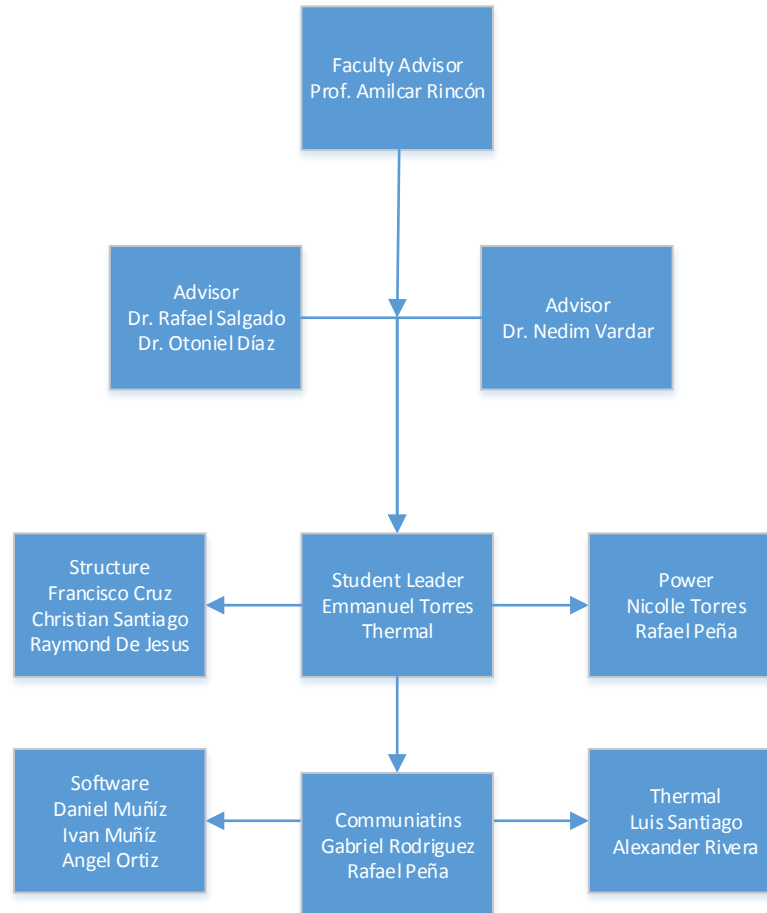 Faculty Advisor
Prof. Amilcar Rincón
Advisor
Dr. Rafael Salgado
Dr. Otoniel Díaz
Advisor
Dr. Nedim Vardar
Structure
Francisco Cruz
Christian Santiago
Raymond De Jesus
Student Leader
Emmanuel Torres
Thermal
Power
Nicolle Torres
Rafael Peña
Software
Daniel Muñíz
Ivan Muñíz
Angel Ortiz
Communiatins
Gabriel Rodriguez
Rafael Peña
Thermal
Luis Santiago
Alexander Rivera